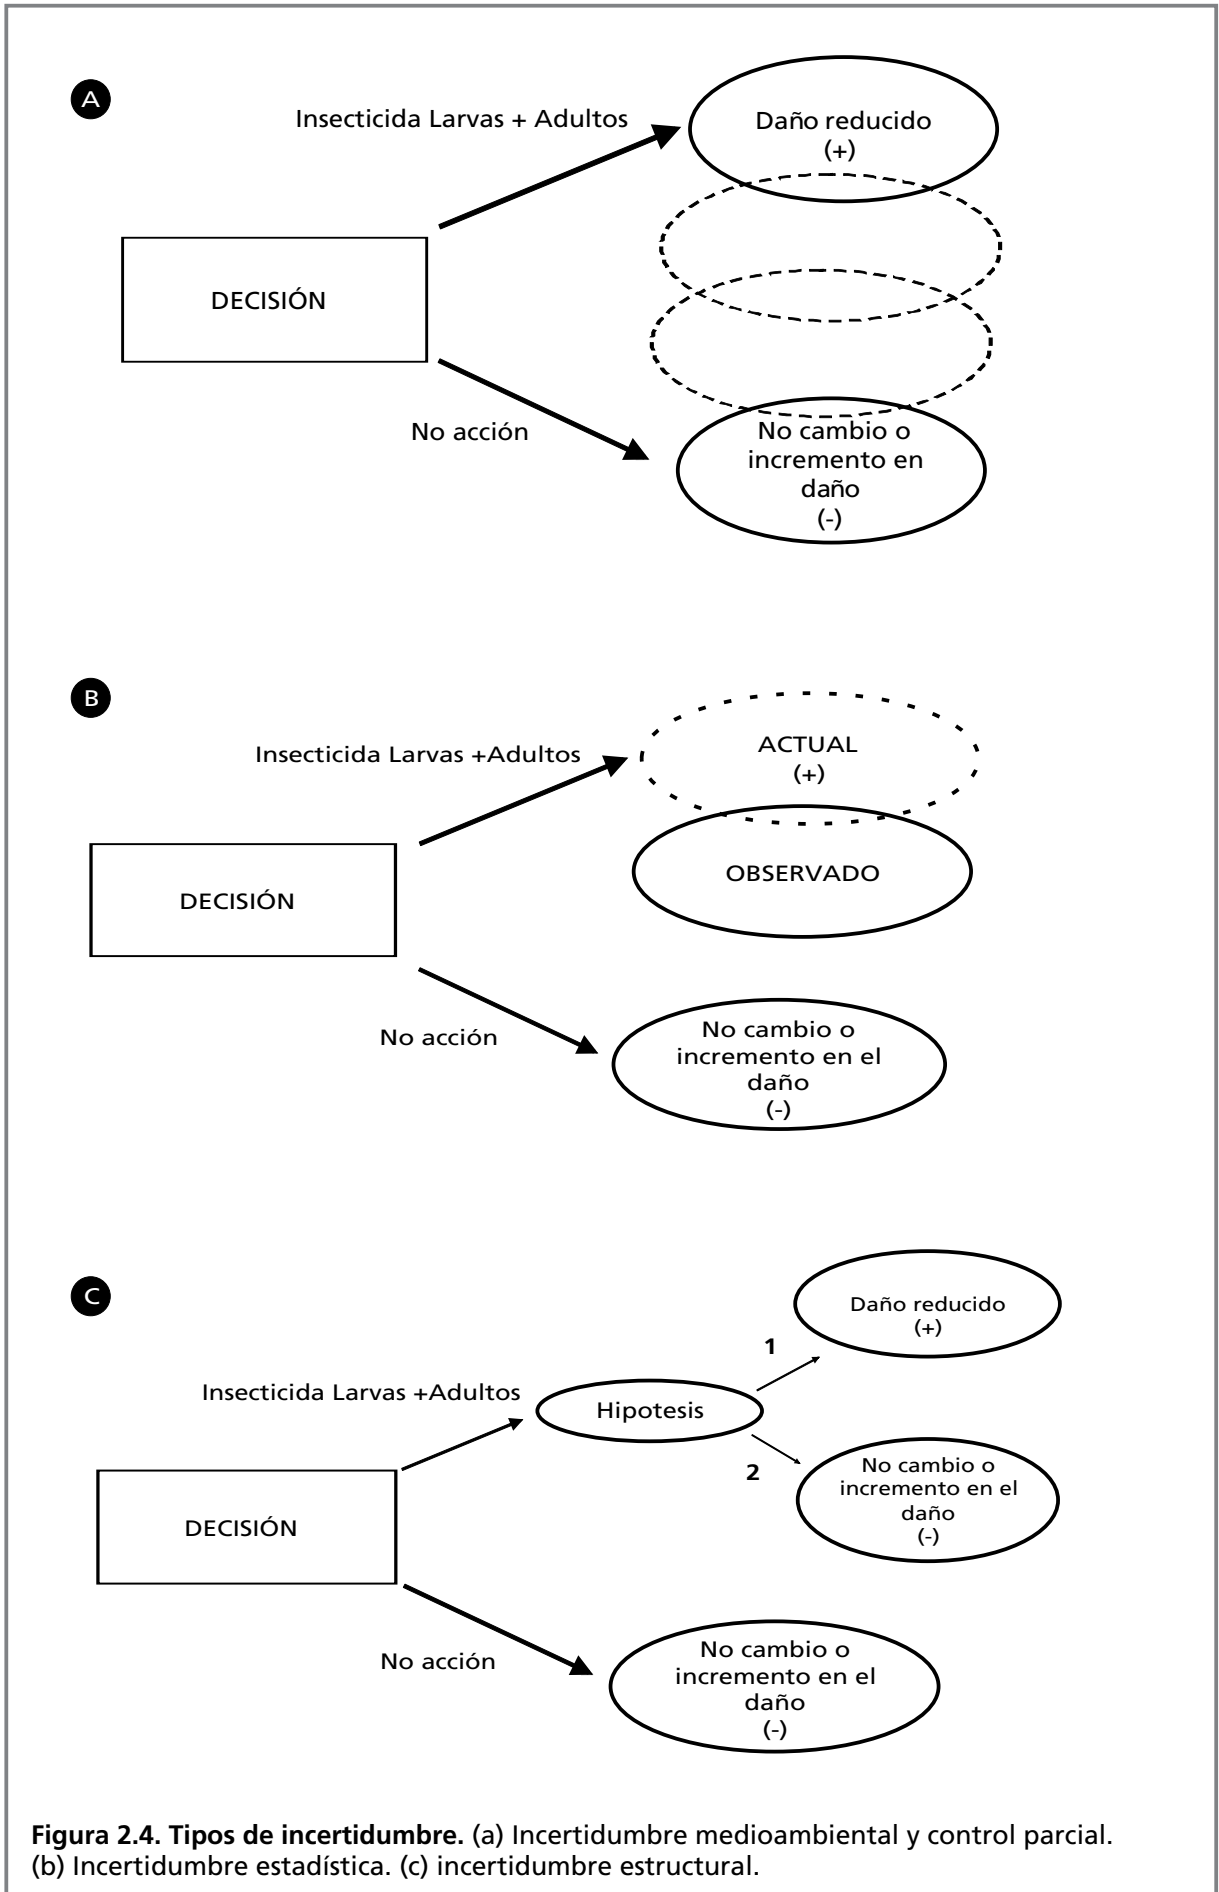 A
Insecticida Larvas + Adultos
Daño reducido
(+)
DECISIÓN
No acción
No cambio o
incremento en
daño
(-)
B
Insecticida Larvas +Adultos
ACTUAL
(+)
OBSERVADO
DECISIÓN
No acción
No cambio o
incremento en el
daño
(-)
C
Daño reducido
(+)
1
Insecticida Larvas +Adultos
Hipotesis
2
No cambio o
incremento en el
daño
(-)
DECISIÓN
No acción
No cambio o
incremento en el
daño
(-)
Figura 2.4. Tipos de incertidumbre. (a) Incertidumbre medioambiental y control parcial.
(b) Incertidumbre estadística. (c) incertidumbre estructural.